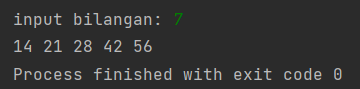 input bilangan: 7
14 21 28 42 56
Process finished with exit code 0